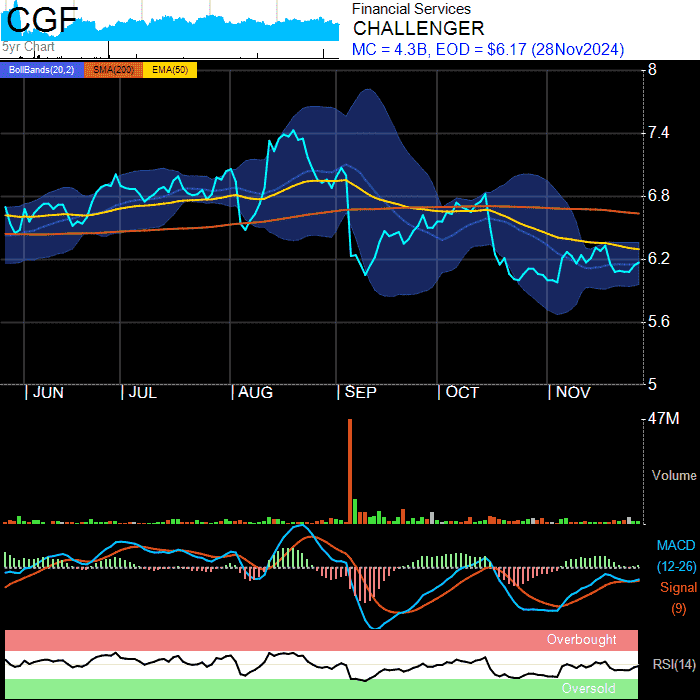 CGF
5yr Chart
Financial Services
CHALLENGER
MC = 4.3B, EOD = $6.17 (28Nov2024)
BollBands(20,2) SMA(200) EMA(50)
8
7.4
6.8
6.2
5.6
5
JUN JUL AUG SEP OCT NOV
47M
Volume
MACD
(12-26)
Signal
(9)
Overbought
RSI(14)
Oversold